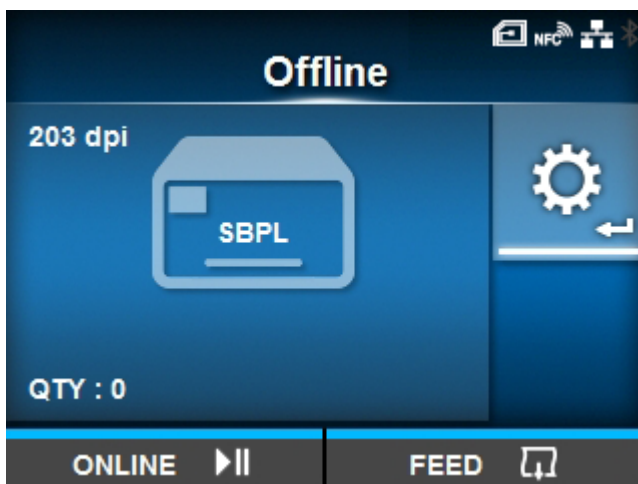 NFC
Offline
203 dpi
SBPL
QTY : 0
ONLINE
FEED